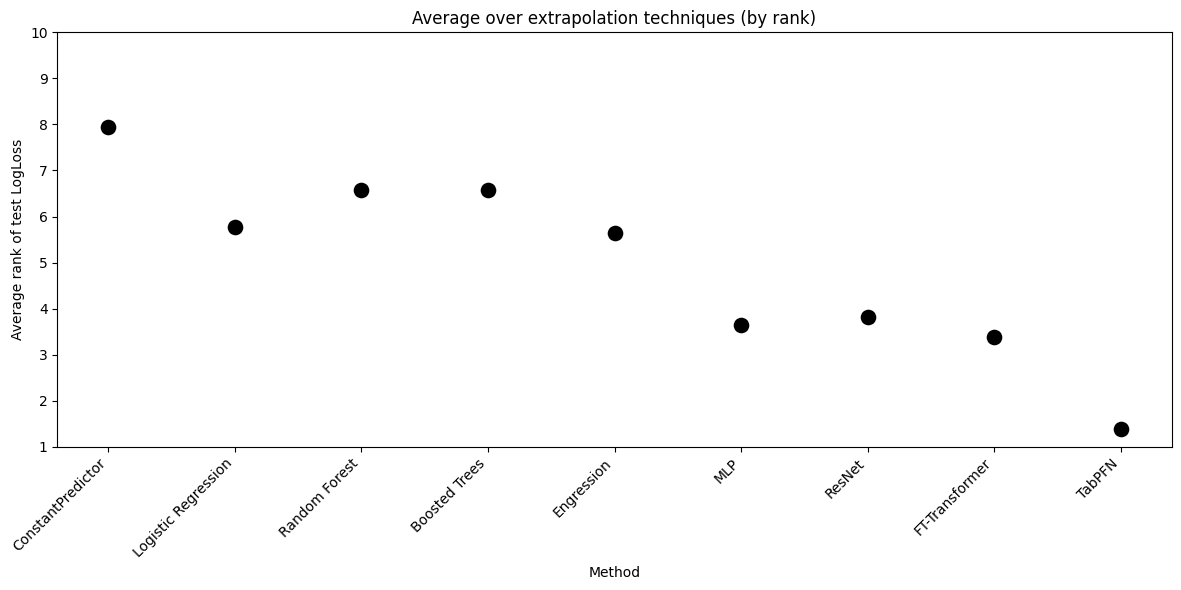 Average over extrapolation techniques (by rank)
10
9
8
7
6
5
4
3
2
1
Average rank of test LogLoss
ConstantPredictor
Logistic Regression
Random Forest
Boosted Trees
Engression
MLP
ResNet
FT-Transformer
TabPFN
Method